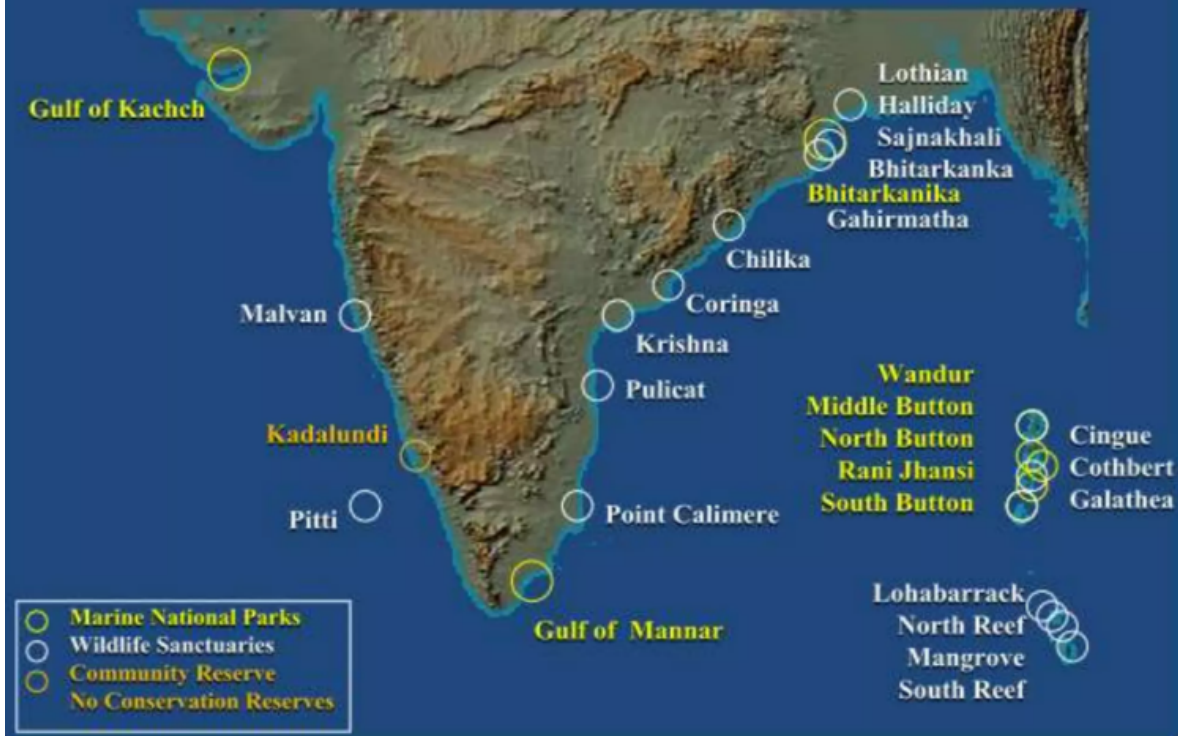 Lothian
Gulf of Kachch
Halliday
Sajnakhali
Bhitarkanka
Bhitarkanika
Gahirmatha
Chilika
Coringa
Malvan
Krishna
Pulicat
Wandur
Middle Button
Kadalundi
North Button
Cingue
Rani Jhansi
Cothbert
South Button
Galathea
Pitti
Point Calimere
Lohabarrack
North Reef
Mangrove
South Reef
Gulf of Mannar
Marine National Parks
Wildlife Sanctuaries
Community Reserve
No Conservation Reserves